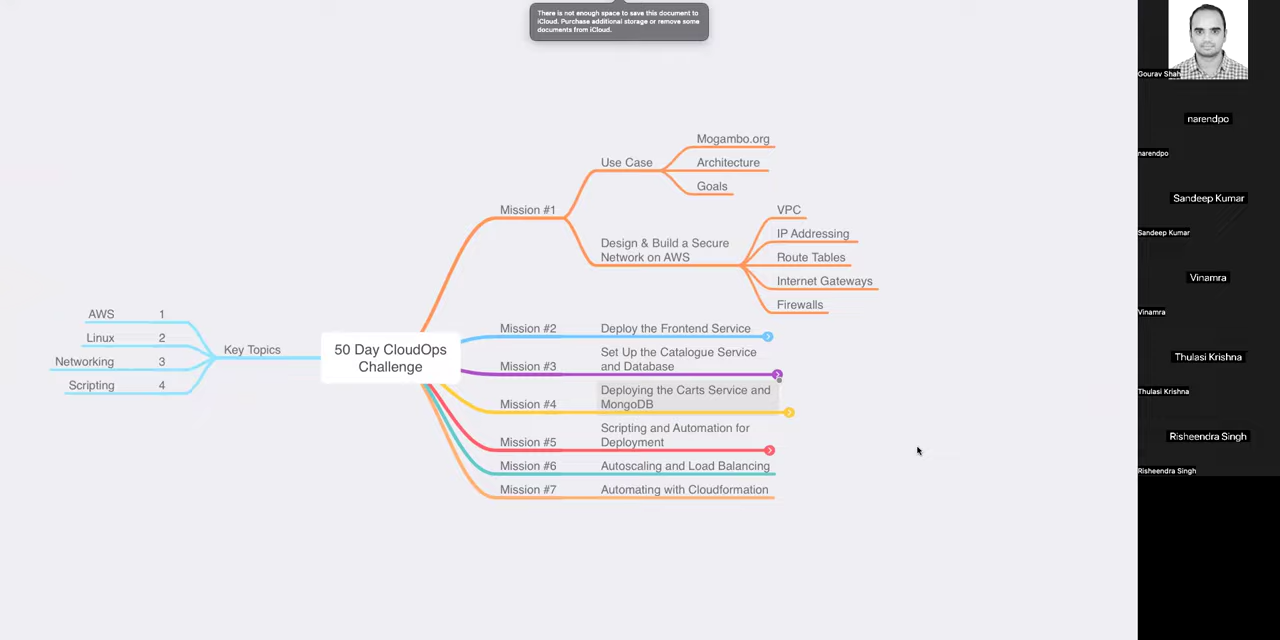 There is not enough space to save this document to
iCloud. Purchase additional storage or remove some
documents from iCloud.
Mogambo.org
Use Case
Architecture
Goals
Mission #1
VPC
IP Addressing
Design & Build a Secure
Network on AWS
Route Tables
Internet Gateways
Firewalls
AWS 1
Linux 2
Networking 3
Scripting 4
Key Topics
50 Day CloudOps
Challenge
Mission #2
Deploy the Frontend Service
Mission #3
Set Up the Catalogue Service
and Database
Mission #4
Deploying the Carts Service and
MongoDB
Mission #5
Scripting and Automation for
Deployment
Mission #6
Autoscaling and Load Balancing
Mission #7
Automating with Cloudformation
Gourav Shah
narendpo
narendpo
Sandeep Kumar
Sandeep Kumar
Vinamra
Vinamra
Thulasi Krishna
Thulasi Krishna
Risheendra Singh
Risheendra Singh